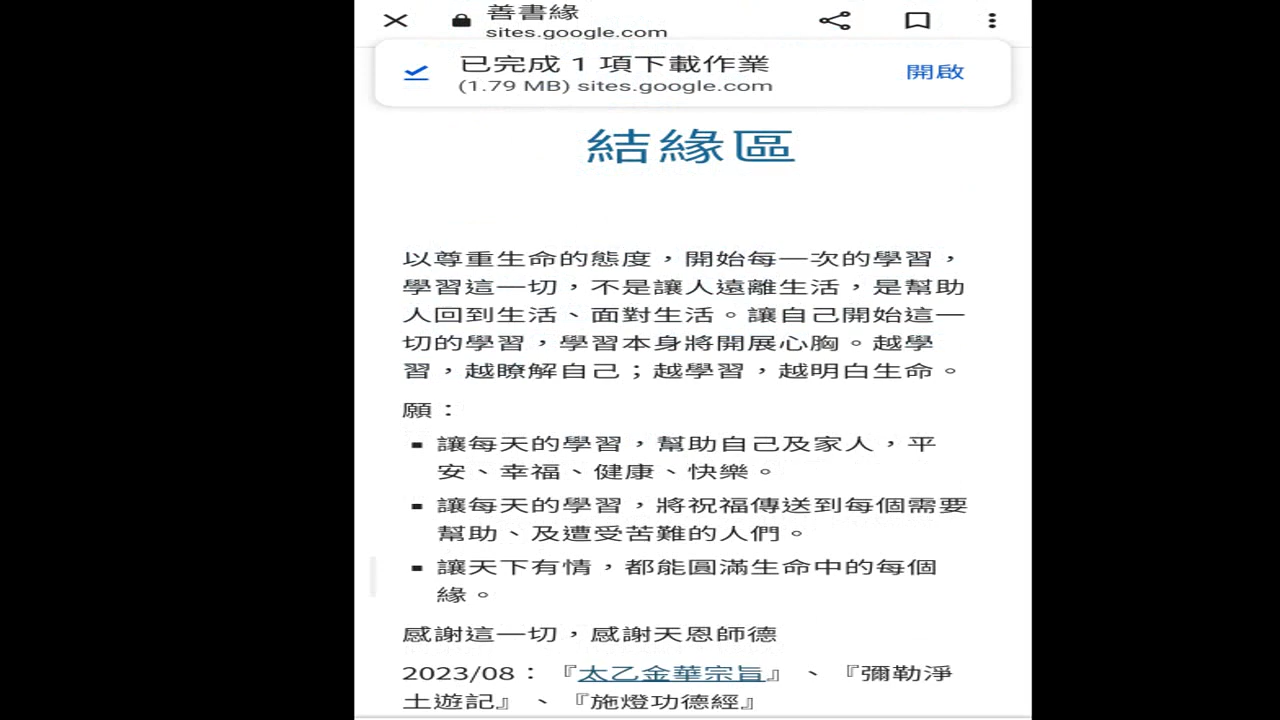 善書緣
sites.google.com
已完成 1 項下載作業
(1.79 MB) sites.google.com
開啟
結緣區
以尊重生命的態度，開始每一次的學習，
學習這一切，不是讓人遠離生活，是幫助
人回到生活、面對生活。讓自己開始這一
切的學習，學習本身將開展心胸。越學
習，越瞭解自己；越學習，越明白生命。
願：
▪ 讓每天的學習，幫助自己及家人，平
安、幸福、健康、快樂。
▪ 讓每天的學習，將祝福傳送到每個需要
幫助、及遭受苦難的人們。
▪ 讓天下有情，都能圓滿生命中的每個
緣。
感謝這一切，感謝天恩師德
2023/08：『太乙金華宗旨』、『彌勒淨
土遊記』、『施燈功德經』